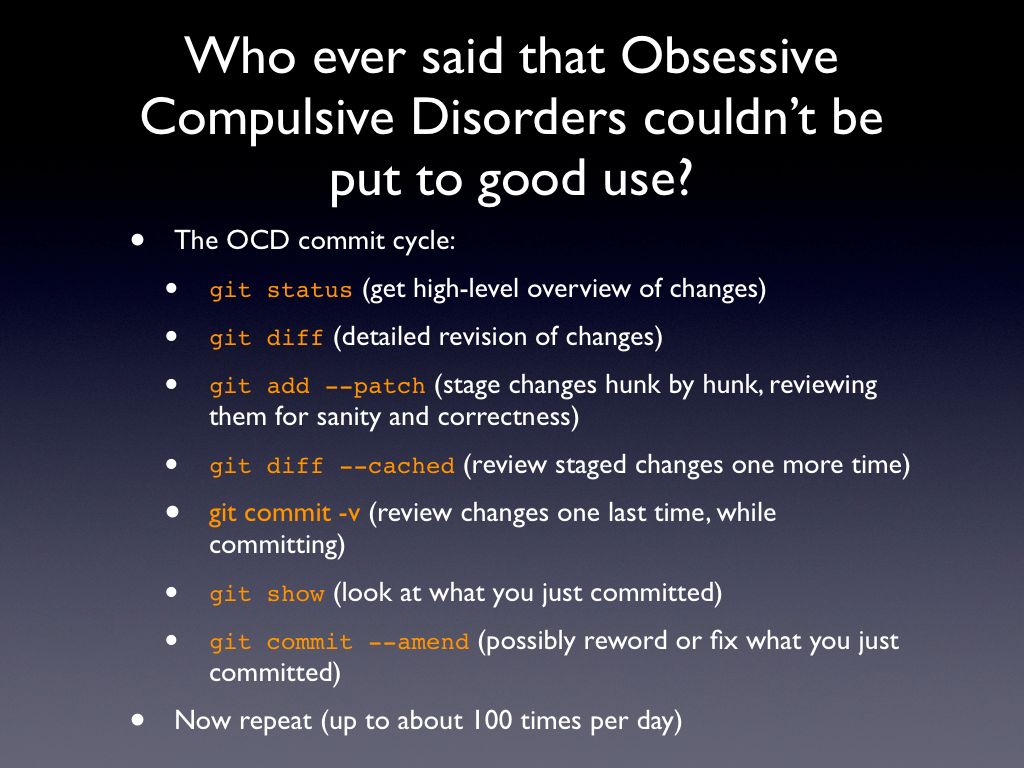 Who ever said that Obsessive
Compulsive Disorders couldn’t be
put to good use?
• The OCD commit cycle:
• git status (get high-level overview of changes)
• git diff (detailed revision of changes)
• git add --patch (stage changes hunk by hunk, reviewing
them for sanity and correctness)
• git diff --cached (review staged changes one more time)
• git commit -v (review changes one last time, while
committing)
• git show (look at what you just committed)
• git commit --amend (possibly reword or fix what you just
committed)
• Now repeat (up to about 100 times per day)